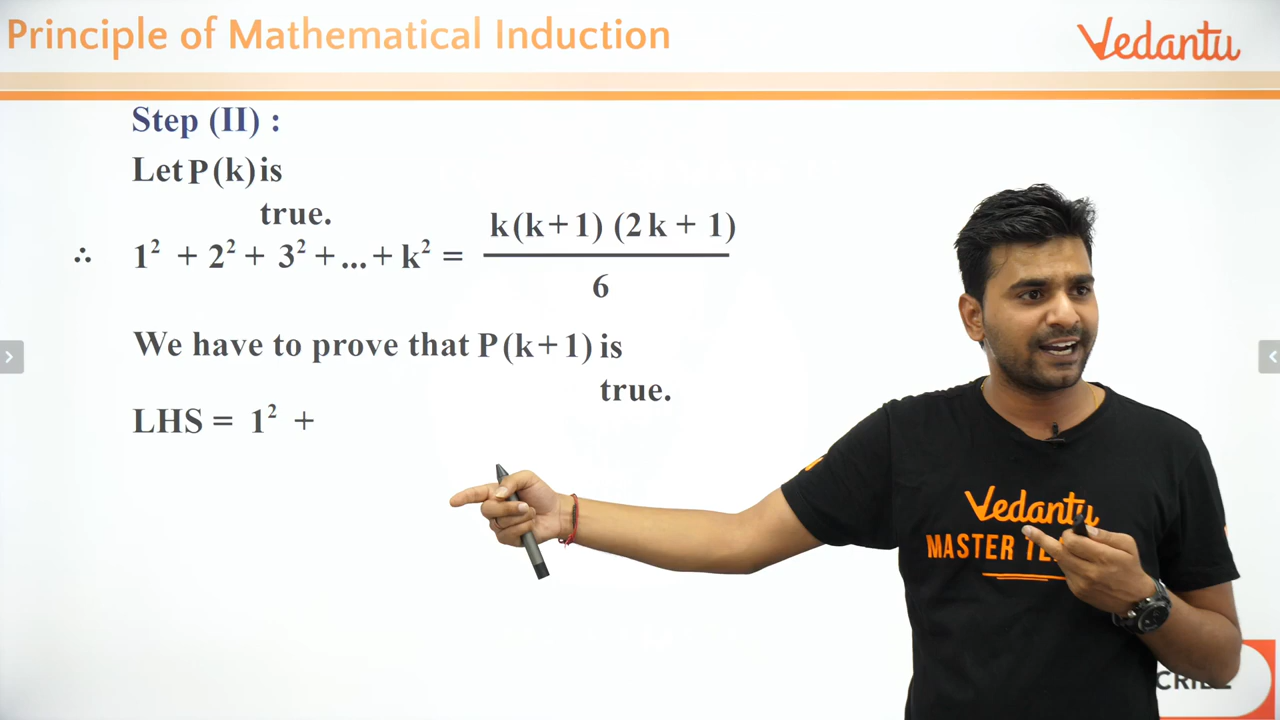 Principle of Mathematical Induction
Vedantu
Step (II) :
Let P(k) is
true.
∴ 1² + 2² + 3² + ... + k² = k(k+1) (2k + 1)
6
We have to prove that P(k+1) is
true.
LHS = 1² +
Vedantu
MASTER